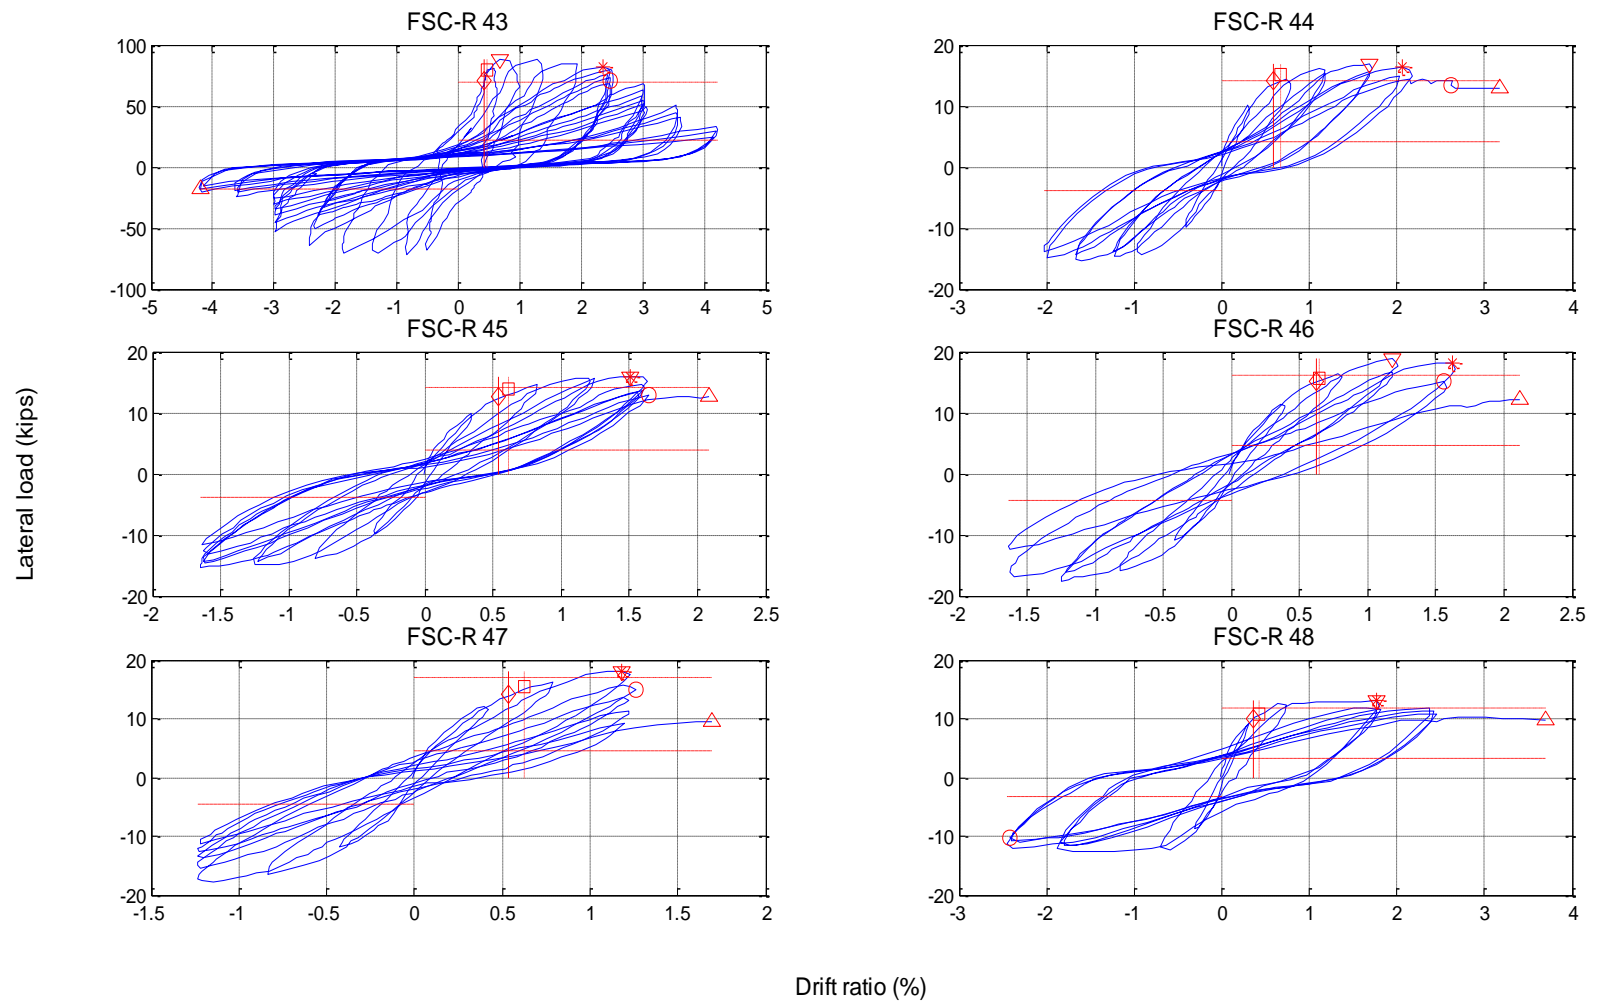 FSC-R 43
FSC-R 44
100
50
0
-50
-100
-5 -4 -3 -2 -1 0 1 2 3 4 5
20
10
0
-10
-20
-3 -2 -1 0 1 2 3 4
FSC-R 45
FSC-R 46
20
10
0
-10
-20
-2 -1.5 -1 -0.5 0 0.5 1 1.5 2 2.5
20
10
0
-10
-20
-2 -1.5 -1 -0.5 0 0.5 1 1.5 2 2.5
FSC-R 47
FSC-R 48
20
10
0
-10
-20
-1.5 -1 -0.5 0 0.5 1 1.5 2
20
10
0
-10
-20
-3 -2 -1 0 1 2 3 4
Lateral load (kips)
Drift ratio (%)